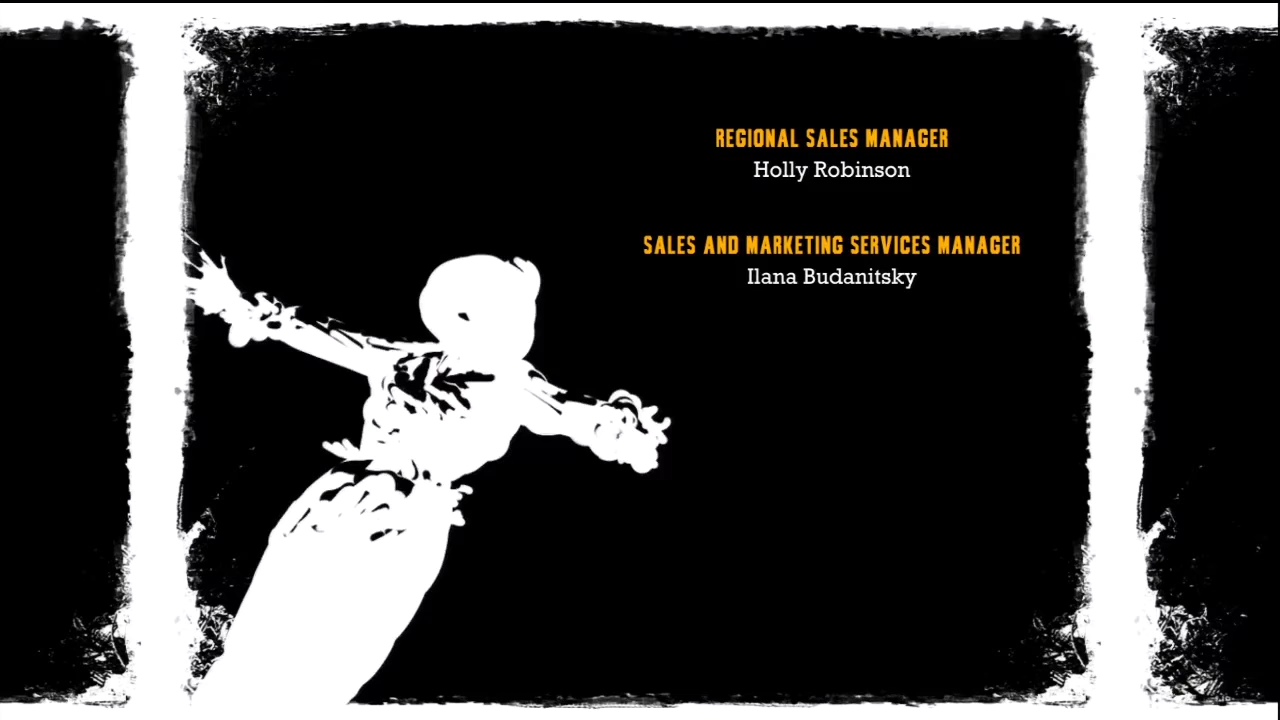 REGIONAL SALES MANAGER
Holly Robinson
SALES AND MARKETING SERVICES MANAGER
Ilana Budanitsky